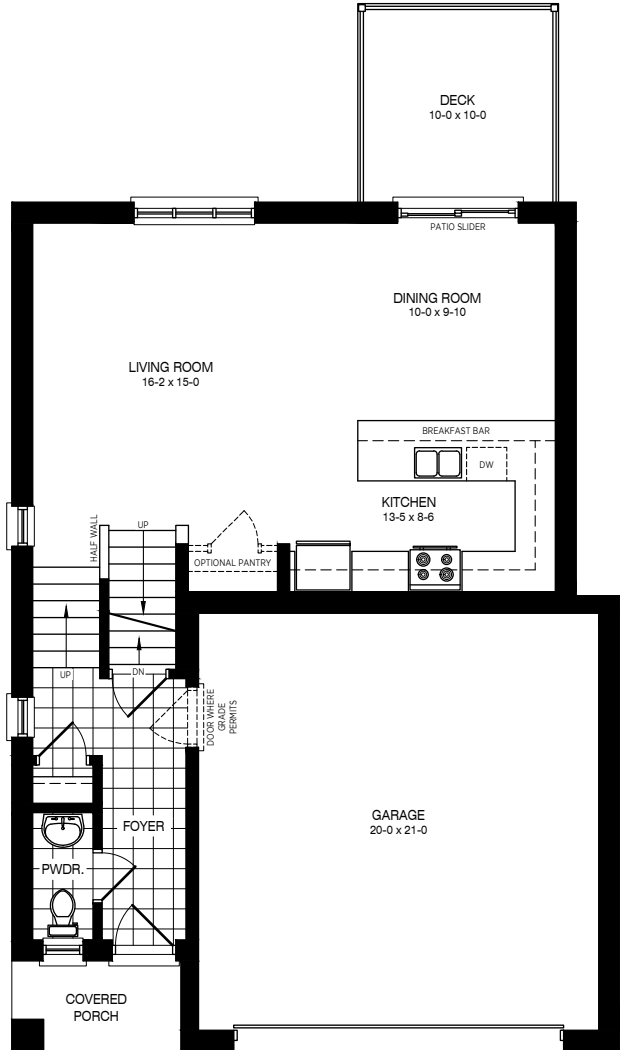 DECK
10-0 x 10-0
PATIO SLIDER
DINING ROOM
10-0 x 9-10
LIVING ROOM
16-2 x 15-0
BREAKFAST BAR
DW
KITCHEN
13-5 x 8-6
HALF WALL
UP
OPTIONAL PANTRY
UP
DN
DOOR WHERE
GRADE
PERMITS
GARAGE
20-0 x 21-0
FOYER
PWDR.
COVERED
PORCH